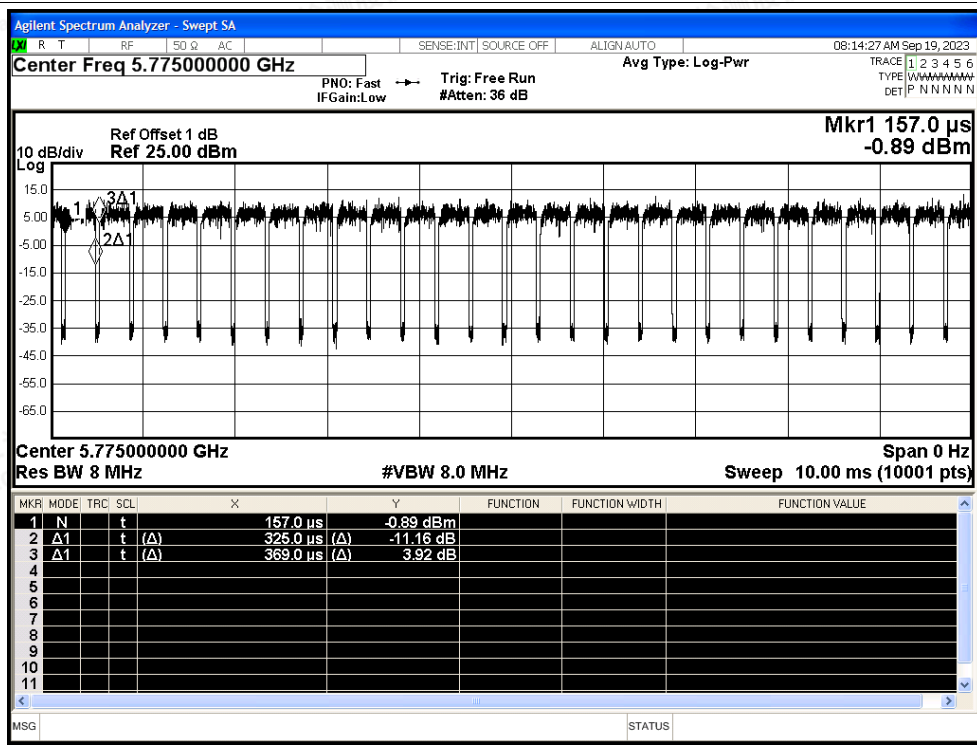 Agilent Spectrum Analyzer - Swept SA
LXI R T RF 50 Ω AC SENSE:INT SOURCE OFF ALIGN AUTO 08:14:27 AM Sep 19, 2023
Center Freq 5.775000000 GHz
PNO: Fast
IFGain:Low
Trig: Free Run
#Atten: 36 dB
Avg Type: Log-Pwr
TRACE 1 2 3 4 5 6
TYPE
DET P N N N N N
Mkr1 157.0 µs
-0.89 dBm
Ref Offset 1 dB
10 dB/div Ref 25.00 dBm
Log
15.0
5.00
-5.00
-15.0
-25.0
-35.0
-45.0
-55.0
-65.0
1
3Δ1
2Δ1
Center 5.775000000 GHz Span 0 Hz
Res BW 8 MHz #VBW 8.0 MHz Sweep 10.00 ms (10001 pts)
MKR MODE TRC SCL X Y FUNCTION FUNCTION WIDTH FUNCTION VALUE
1 N t 157.0 µs -0.89 dBm
2 Δ1 t (Δ) 325.0 µs (Δ) -11.16 dB
3 Δ1 t (Δ) 369.0 µs (Δ) 3.92 dB
4
5
6
7
8
9
10
11
MSG STATUS